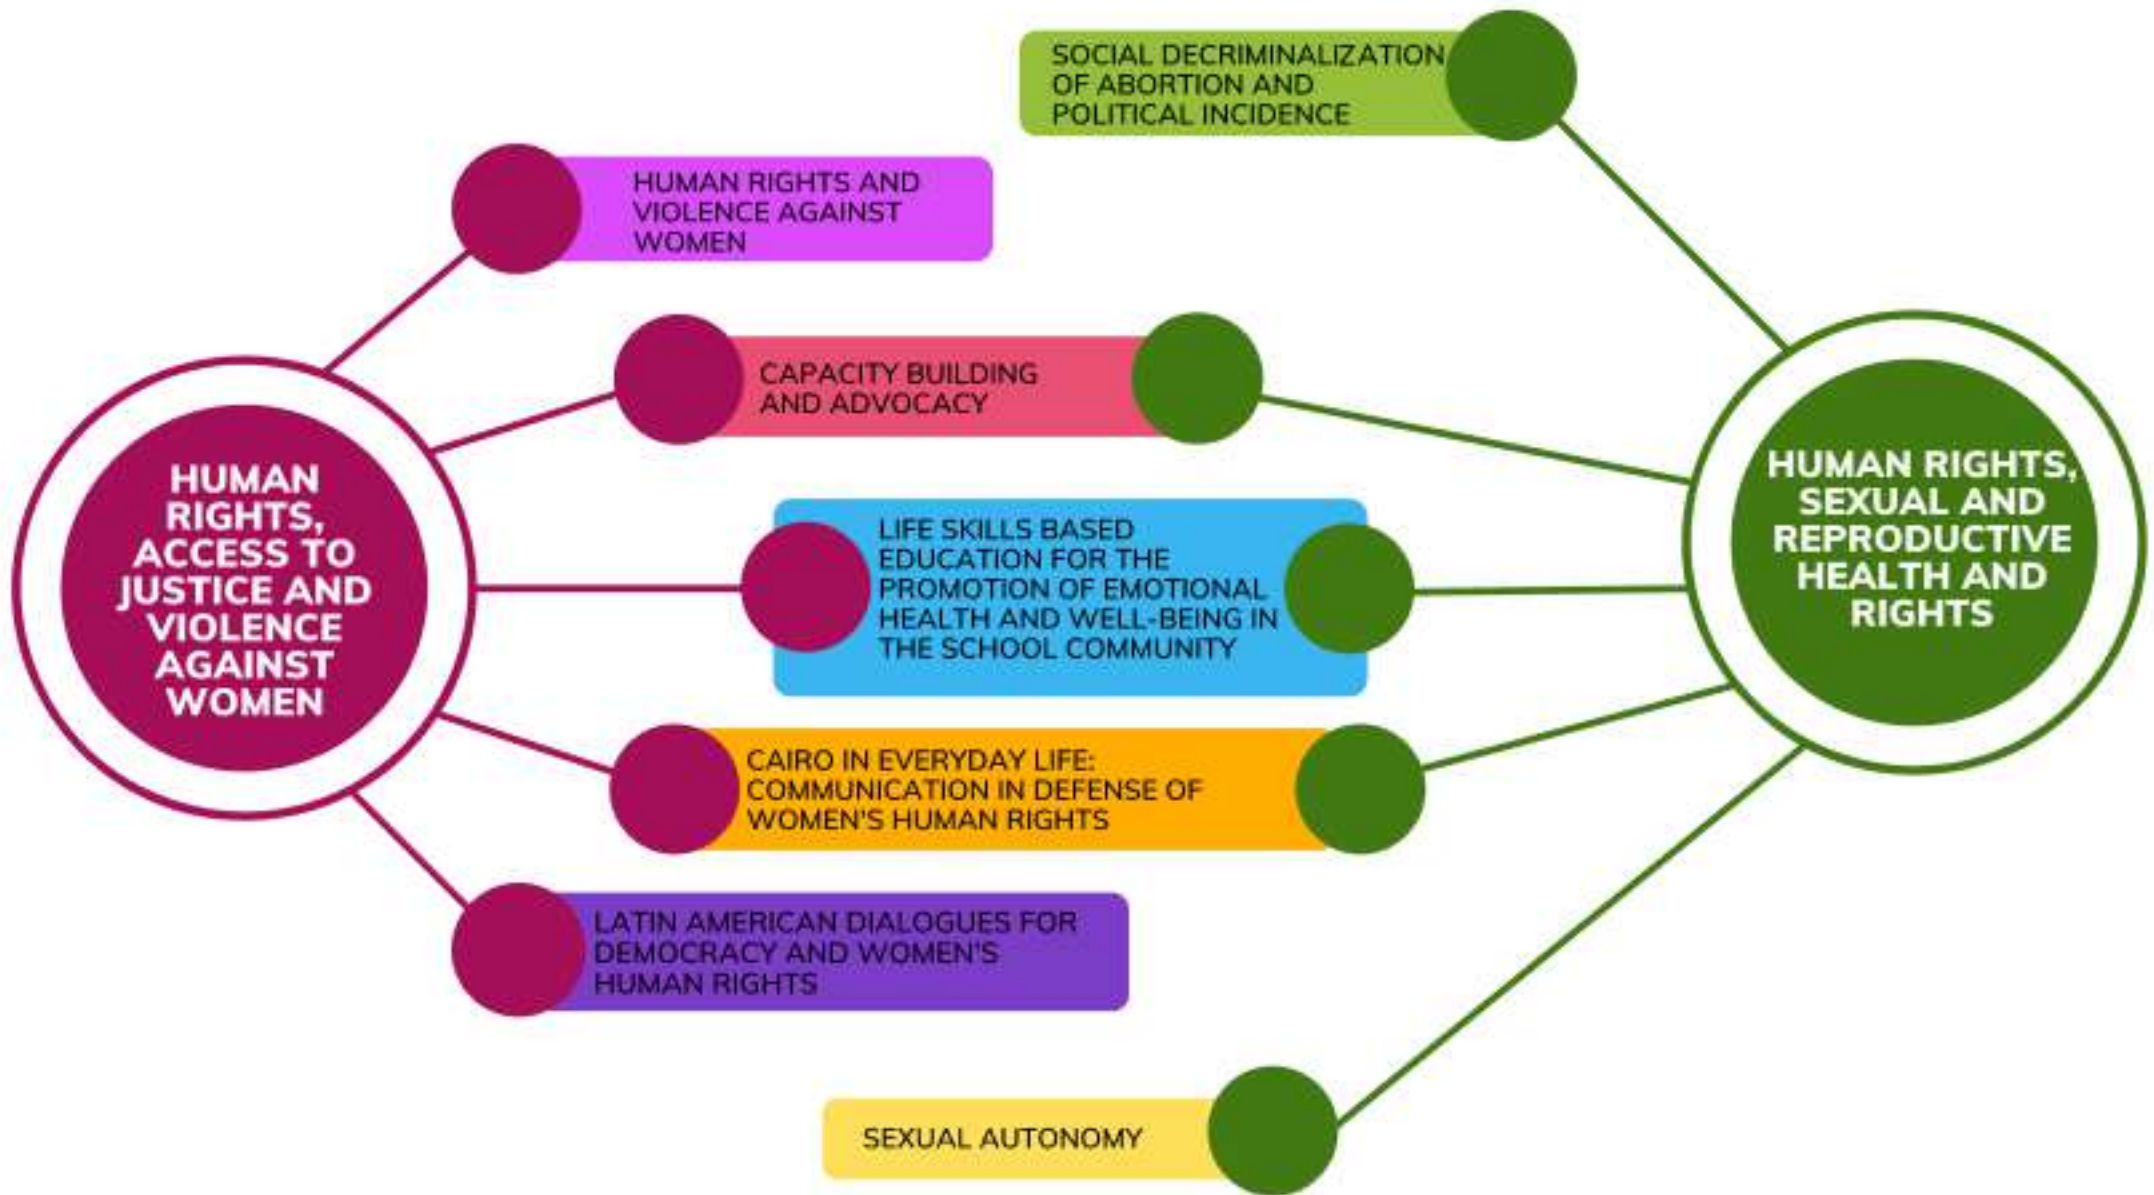 SOCIAL DECRIMINALIZATION
OF ABORTION AND
POLITICAL INCIDENCE
HUMAN RIGHTS AND
VIOLENCE AGAINST
WOMEN
CAPACITY BUILDING
AND ADVOCACY
HUMAN
RIGHTS,
ACCESS TO
JUSTICE AND
VIOLENCE
AGAINST
WOMEN
LIFE SKILLS BASED
EDUCATION FOR THE
PROMOTION OF EMOTIONAL
HEALTH AND WELL-BEING IN
THE SCHOOL COMMUNITY
HUMAN RIGHTS,
SEXUAL AND
REPRODUCTIVE
HEALTH AND
RIGHTS
CAIRO IN EVERYDAY LIFE:
COMMUNICATION IN DEFENSE OF
WOMEN'S HUMAN RIGHTS
LATIN AMERICAN DIALOGUES FOR
DEMOCRACY AND WOMEN'S
HUMAN RIGHTS
SEXUAL AUTONOMY